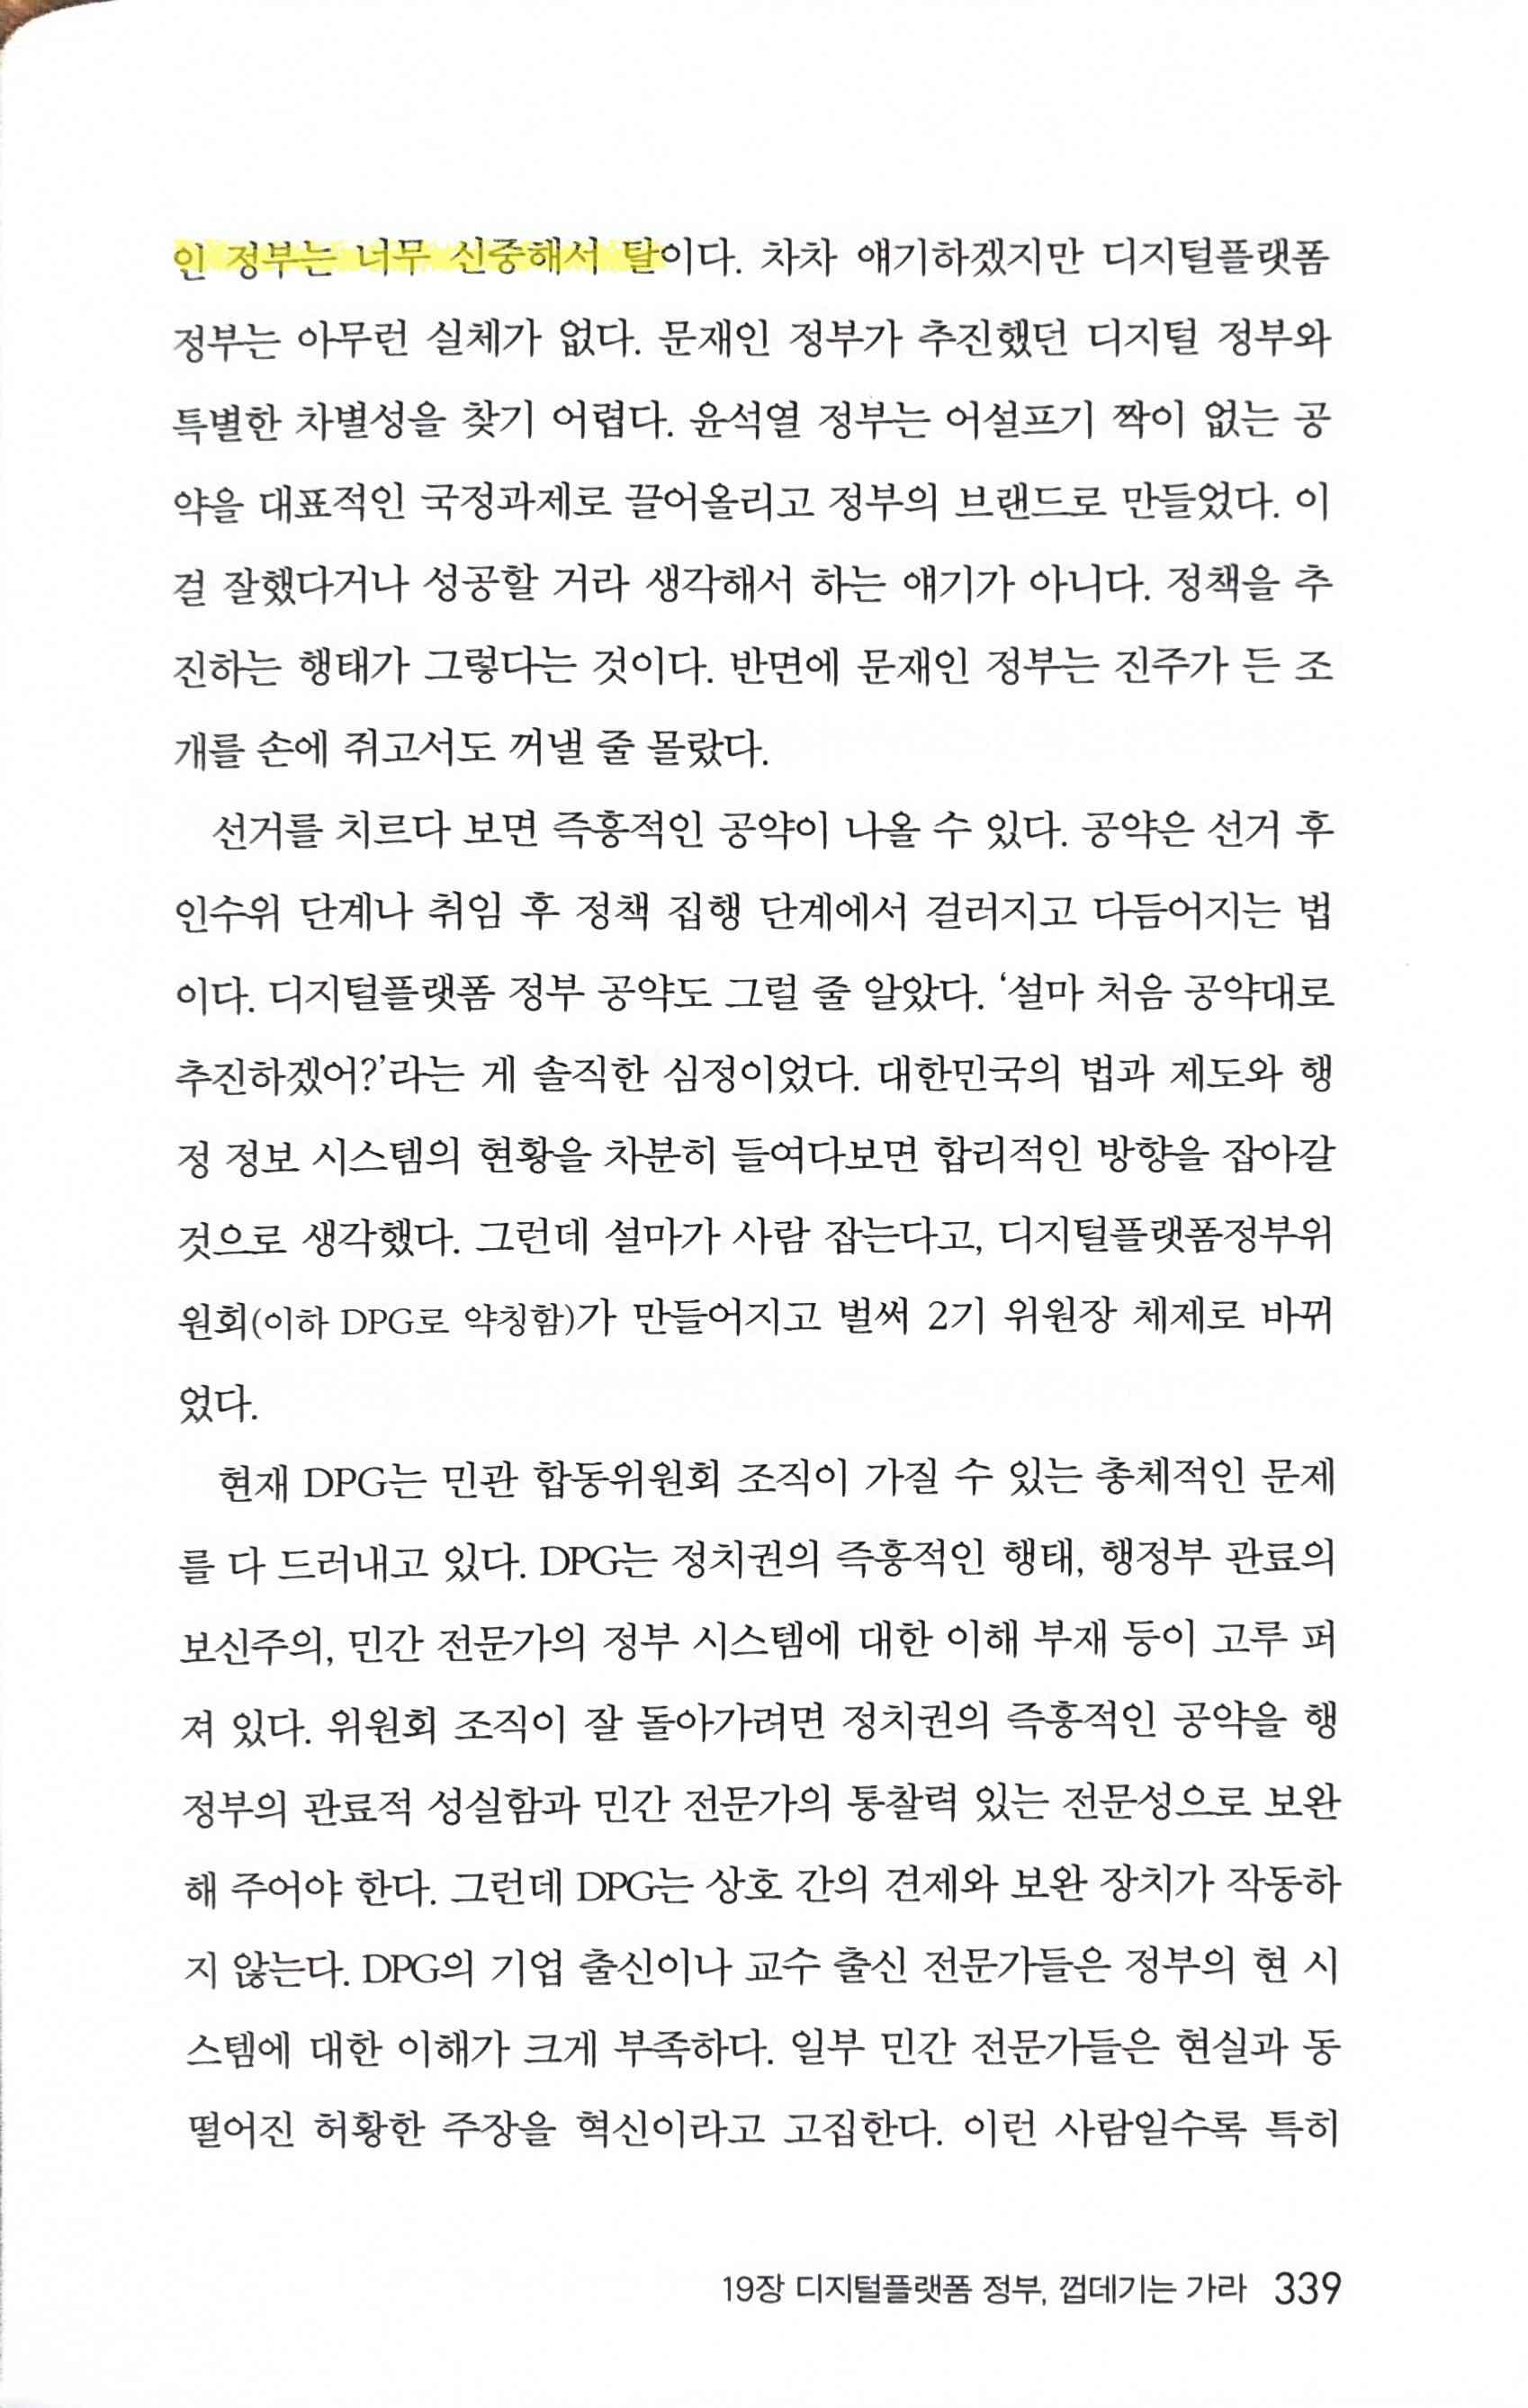 인 정부는 너무 신중해서 탈이다. 차차 얘기하겠지만 디지털플랫폼
정부는 아무런 실체가 없다. 문재인 정부가 추진했던 디지털 정부와
특별한 차별성을 찾기 어렵다. 윤석열 정부는 어설프기 짝이 없는 공
약을 대표적인 국정과제로 끌어올리고 정부의 브랜드로 만들었다. 이
걸 잘했다거나 성공할 거라 생각해서 하는 얘기가 아니다. 정책을 추
진하는 행태가 그렇다는 것이다. 반면에 문재인 정부는 진주가 든 조
개를 손에 쥐고서도 꺼낼 줄 몰랐다.
선거를 치르다 보면 즉흥적인 공약이 나올 수 있다. 공약은 선거 후
인수위 단계나 취임 후 정책 집행 단계에서 걸러지고 다듬어지는 법
이다. 디지털플랫폼 정부 공약도 그럴 줄 알았다. ‘설마 처음 공약대로
추진하겠어?’라는 게 솔직한 심정이었다. 대한민국의 법과 제도와 행
정 정보 시스템의 현황을 차분히 들여다보면 합리적인 방향을 잡아갈
것으로 생각했다. 그런데 설마가 사람 잡는다고, 디지털플랫폼정부위
원회(이하 DPG로 약칭함)가 만들어지고 벌써 2기 위원장 체제로 바뀌
었다.
현재 DPG는 민관 합동위원회 조직이 가질 수 있는 총체적인 문제
를 다 드러내고 있다. DPG는 정치권의 즉흥적인 행태, 행정부 관료의
보신주의, 민간 전문가의 정부 시스템에 대한 이해 부재 등이 고루 퍼
져 있다. 위원회 조직이 잘 돌아가려면 정치권의 즉흥적인 공약을 행
정부의 관료적 성실함과 민간 전문가의 통찰력 있는 전문성으로 보완
해 주어야 한다. 그런데 DPG는 상호 간의 견제와 보완 장치가 작동하
지 않는다. DPG의 기업 출신이나 교수 출신 전문가들은 정부의 현 시
스템에 대한 이해가 크게 부족하다. 일부 민간 전문가들은 현실과 동
떨어진 허황한 주장을 혁신이라고 고집한다. 이런 사람일수록 특히
19장 디지털플랫폼 정부, 껍데기는 가라 339